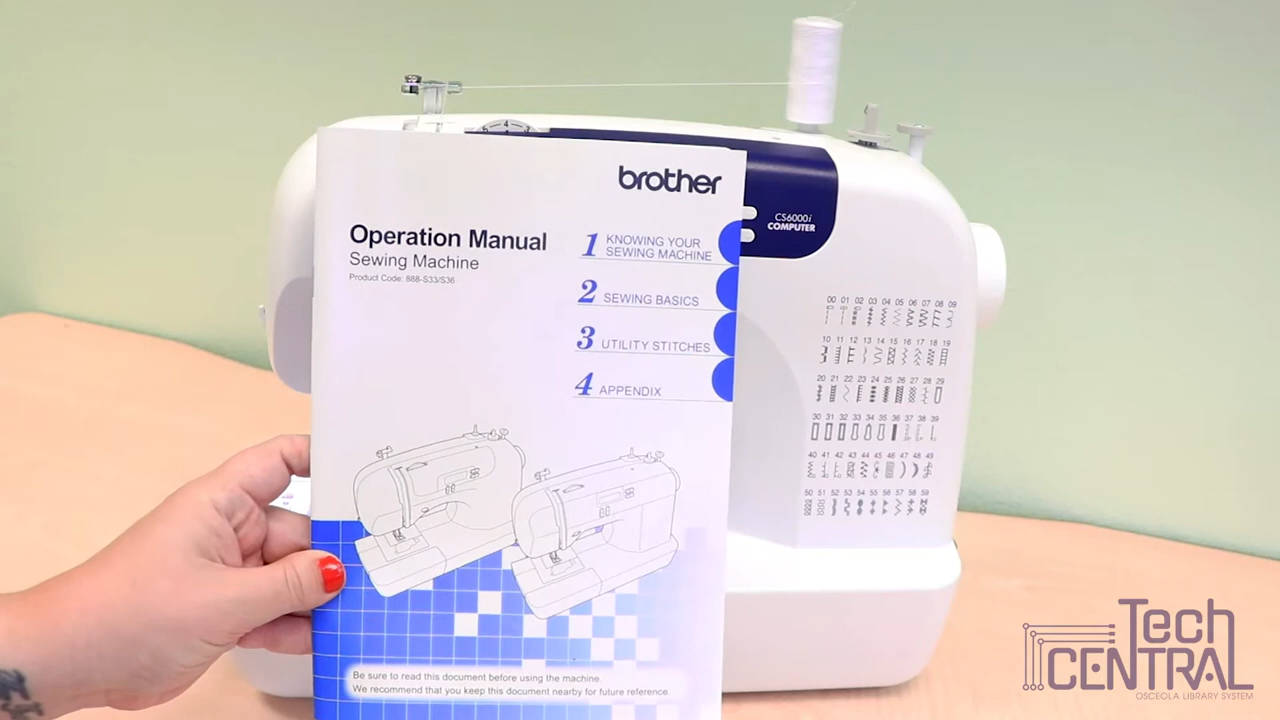 brother
Operation Manual
Sewing Machine
Product Code: 888-S33/S36
1 KNOWING YOUR
SEWING MACHINE
2 SEWING BASICS
3 UTILITY STITCHES
4 APPENDIX
Be sure to read this document before using the machine.
We recommend that you keep this document nearby for future reference.
4
CS6000i
COMPUTER
00 01 02 03 04 05 06 07 08 09
10 11 12 13 14 15 16 17 18 19
20 21 22 23 24 25 26 27 28 29
30 31 32 33 34 35 36 37 38 39
40 41 42 43 44 45 46 47 48 49
50 51 52 53 54 55 56 57 58 59
Tech
CENTRAL
OSCEOLA LIBRARY SYSTEM